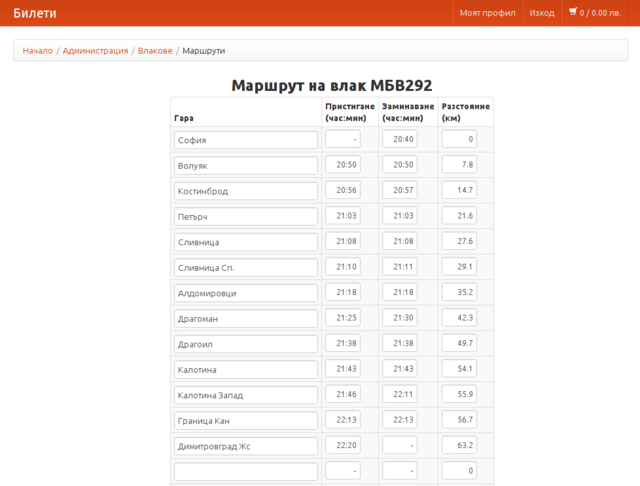 Билети
Моят профил
Изход
0 / 0.00 лв.
Начало / Администрация / Влакове / Маршрути
Маршрут на влак МБВ292
Гара Пристигане (час:мин) Заминаване (час:мин) Разстояние (км)
София - 20:40 0
Волуяк 20:50 20:50 7.8
Костинброд 20:56 20:57 14.7
Петърч 21:03 21:03 21.6
Сливница 21:08 21:08 27.6
Сливница Сп. 21:10 21:11 29.1
Алдомировци 21:18 21:18 35.2
Драгоман 21:25 21:30 42.3
Драгоил 21:38 21:38 49.7
Калотина 21:43 21:43 54.1
Калотина Запад 21:46 22:11 55.9
Граница Кан 22:13 22:13 56.7
Димитровград Жс 22:20 - 63.2
- - 0